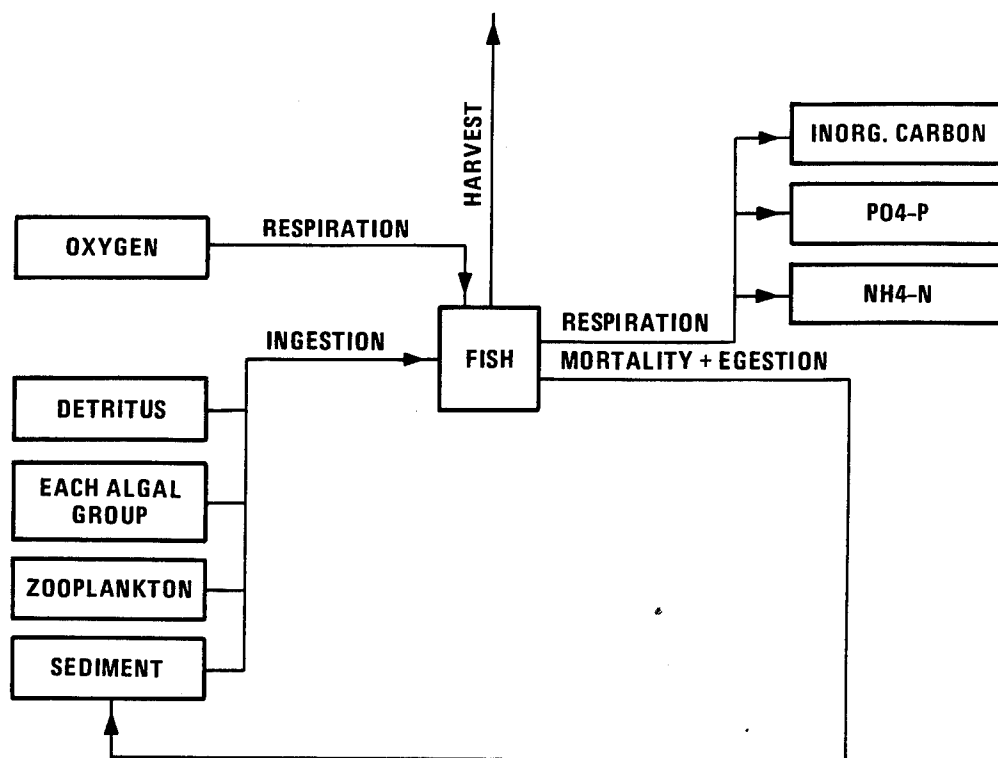 HARVEST
INORG. CARBON
PO4-P
NH4-N
OXYGEN
RESPIRATION
INGESTION
FISH
RESPIRATION
MORTALITY + EGESTION
DETRITUS
EACH ALGAL
GROUP
ZOOPLANKTON
SEDIMENT